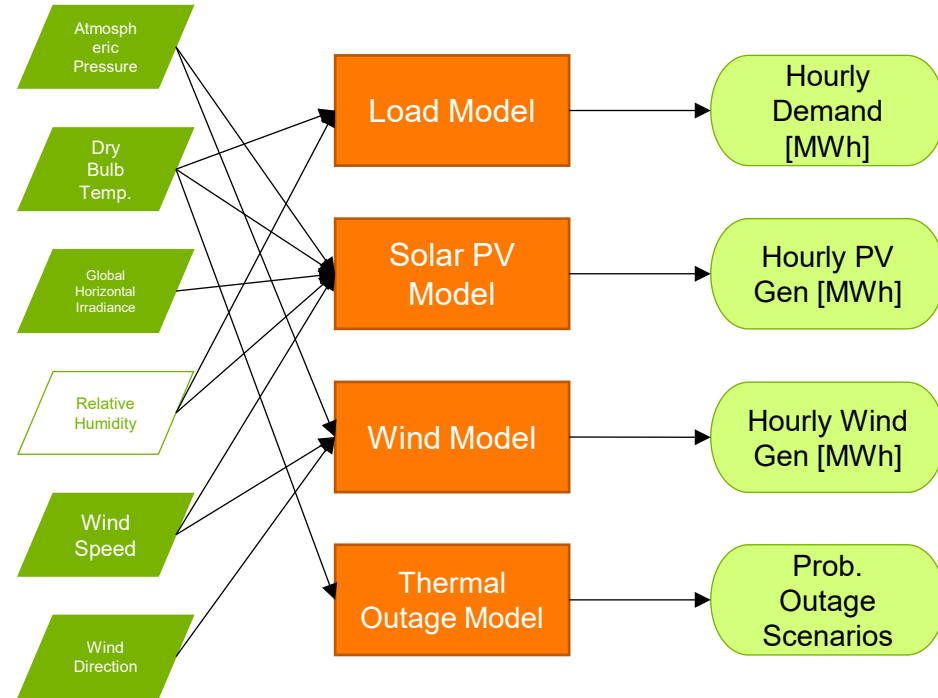 Atmosph
eric
Pressure
Dry
Bulb
Temp.
Global
Horizontal
Irradiance
Relative
Humidity
Wind
Speed
Wind
Direction
Load Model
Solar PV
Model
Wind Model
Thermal
Outage Model
Hourly
Demand
[MWh]
Hourly PV
Gen [MWh]
Hourly Wind
Gen [MWh]
Prob.
Outage
Scenarios